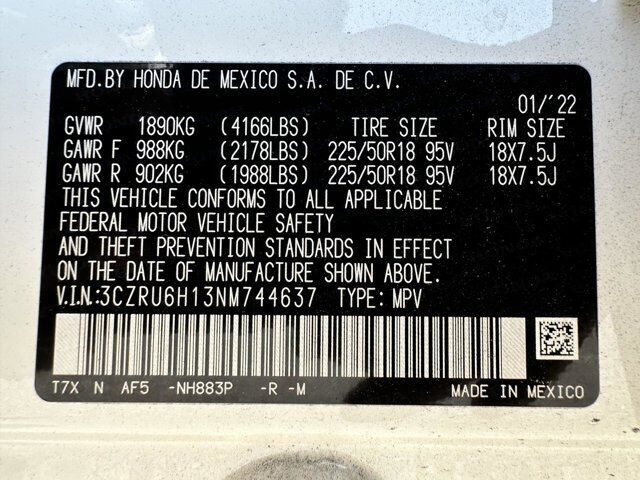 MFD.BY HONDA DE MEXICO S.A. DE C.V.
01/'22
GVWR 1890KG (4166LBS) TIRE SIZE RIM SIZE
GAWR F 988KG (2178LBS) 225/50R18 95V 18X7.5J
GAWR R 902KG (1988LBS) 225/50R18 95V 18X7.5J
THIS VEHICLE CONFORMS TO ALL APPLICABLE
FEDERAL MOTOR VEHICLE SAFETY
AND THEFT PREVENTION STANDARDS IN EFFECT
ON THE DATE OF MANUFACTURE SHOWN ABOVE.
V.I.N.:3CZRU6H13NM744637 TYPE: MPV
T7X N AF5 -NH883P -R -M MADE IN MEXICO